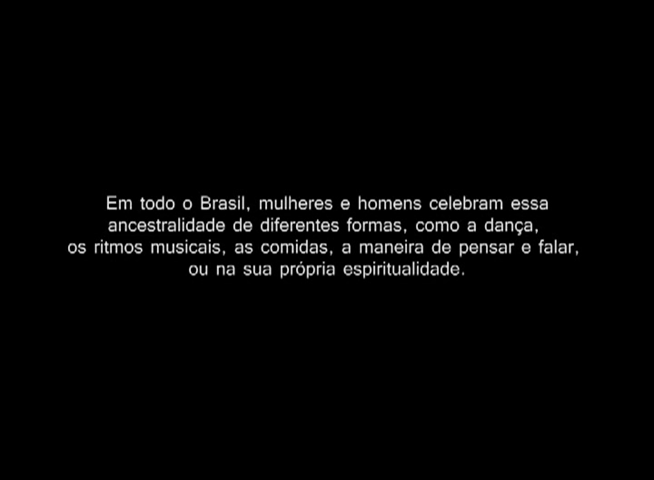 Em todo o Brasil, mulheres e homens celebram essa
ancestralidade de diferentes formas, como a dança,
os ritmos musicais, as comidas, a maneira de pensar e falar,
ou na sua própria espiritualidade.